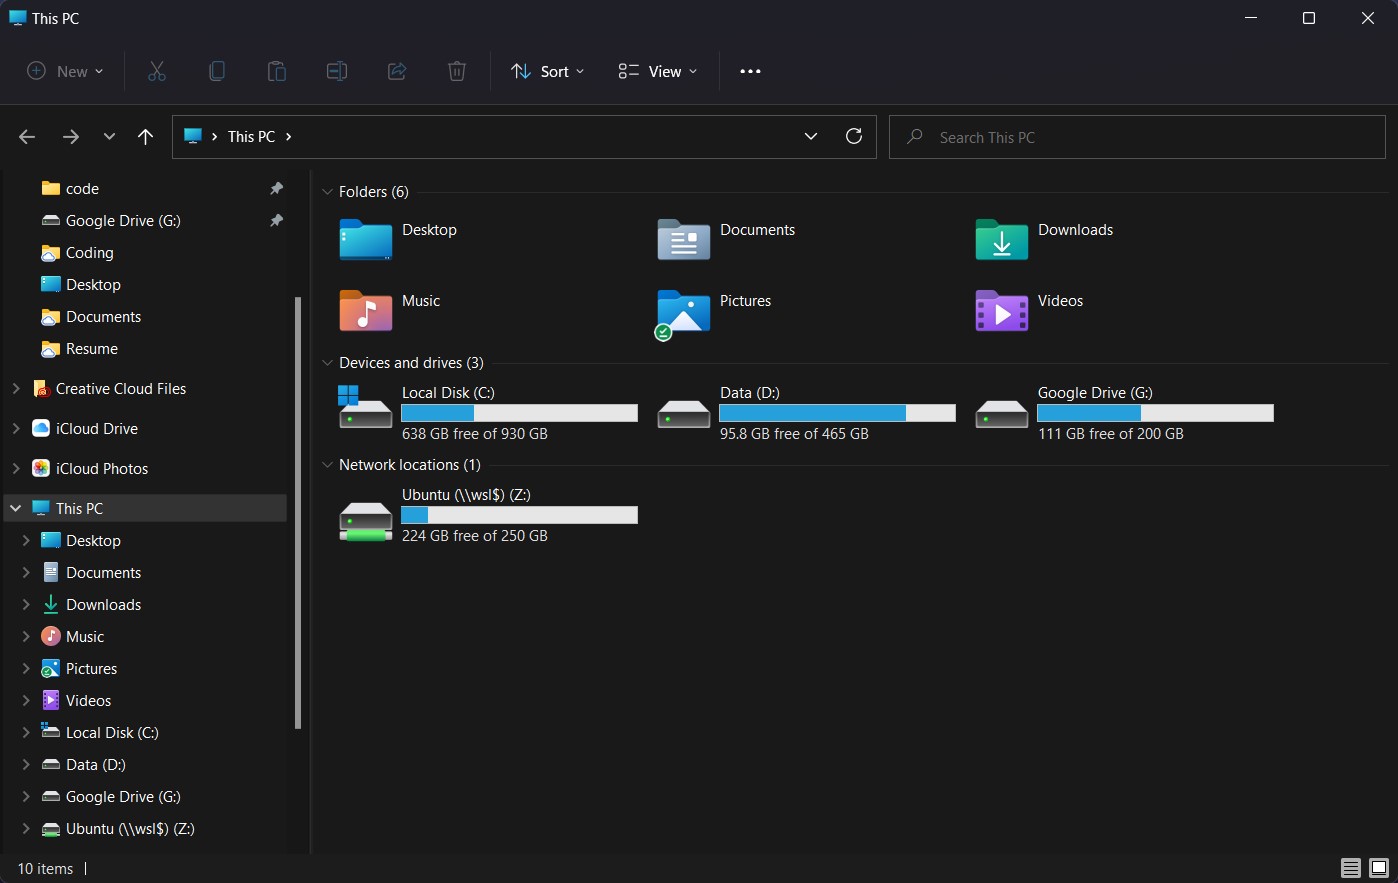 This PC
New
Sort
View
This PC
Search This PC
code
Google Drive (G:)
Coding
Desktop
Documents
Resume
Creative Cloud Files
iCloud Drive
iCloud Photos
This PC
Desktop
Documents
Downloads
Music
Pictures
Videos
Local Disk (C:)
Data (D:)
Google Drive (G:)
Ubuntu (\\wsl$) (Z:)
Folders (6)
Desktop
Documents
Downloads
Music
Pictures
Videos
Devices and drives (3)
Local Disk (C:)
638 GB free of 930 GB
Data (D:)
95.8 GB free of 465 GB
Google Drive (G:)
111 GB free of 200 GB
Network locations (1)
Ubuntu (\\wsl$) (Z:)
224 GB free of 250 GB
10 items